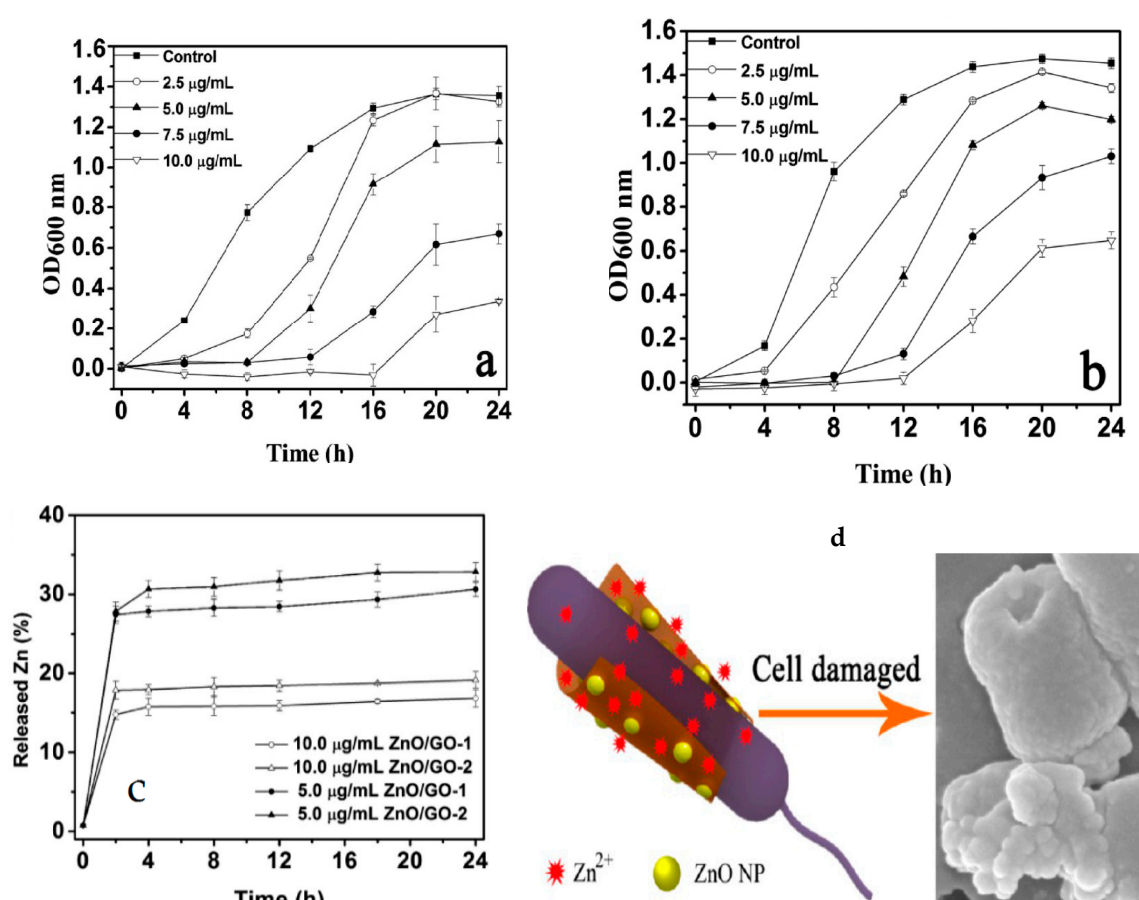 1.6
1.4
1.2
1.0
0.8
0.6
0.4
0.2
0.0
OD600 nm
Control
2.5 μg/mL
5.0 μg/mL
7.5 μg/mL
10.0 μg/mL
a
0 4 8 12 16 20 24
Time (h)
1.6
1.4
1.2
1.0
0.8
0.6
0.4
0.2
0.0
OD600 nm
Control
2.5 μg/mL
5.0 μg/mL
7.5 μg/mL
10.0 μg/mL
b
0 4 8 12 16 20 24
Time (h)
40
30
20
10
0
Released Zn (%)
10.0 μg/mL ZnO/GO-1
10.0 μg/mL ZnO/GO-2
5.0 μg/mL ZnO/GO-1
5.0 μg/mL ZnO/GO-2
c
0 4 8 12 16 20 24
Time (h)
d
Cell damaged
Zn2+
ZnO NP